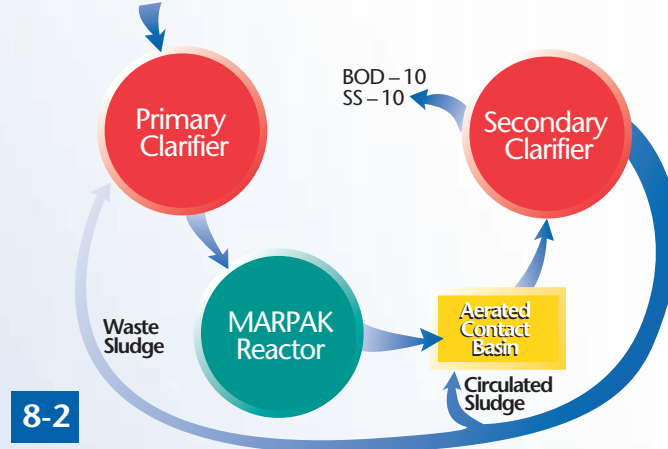 Primary
Clarifier
BOD – 10
SS – 10
Secondary
Clarifier
MARPAK
Reactor
Aerated
Contact
Basin
Waste
Sludge
Circulated
Sludge
8-2